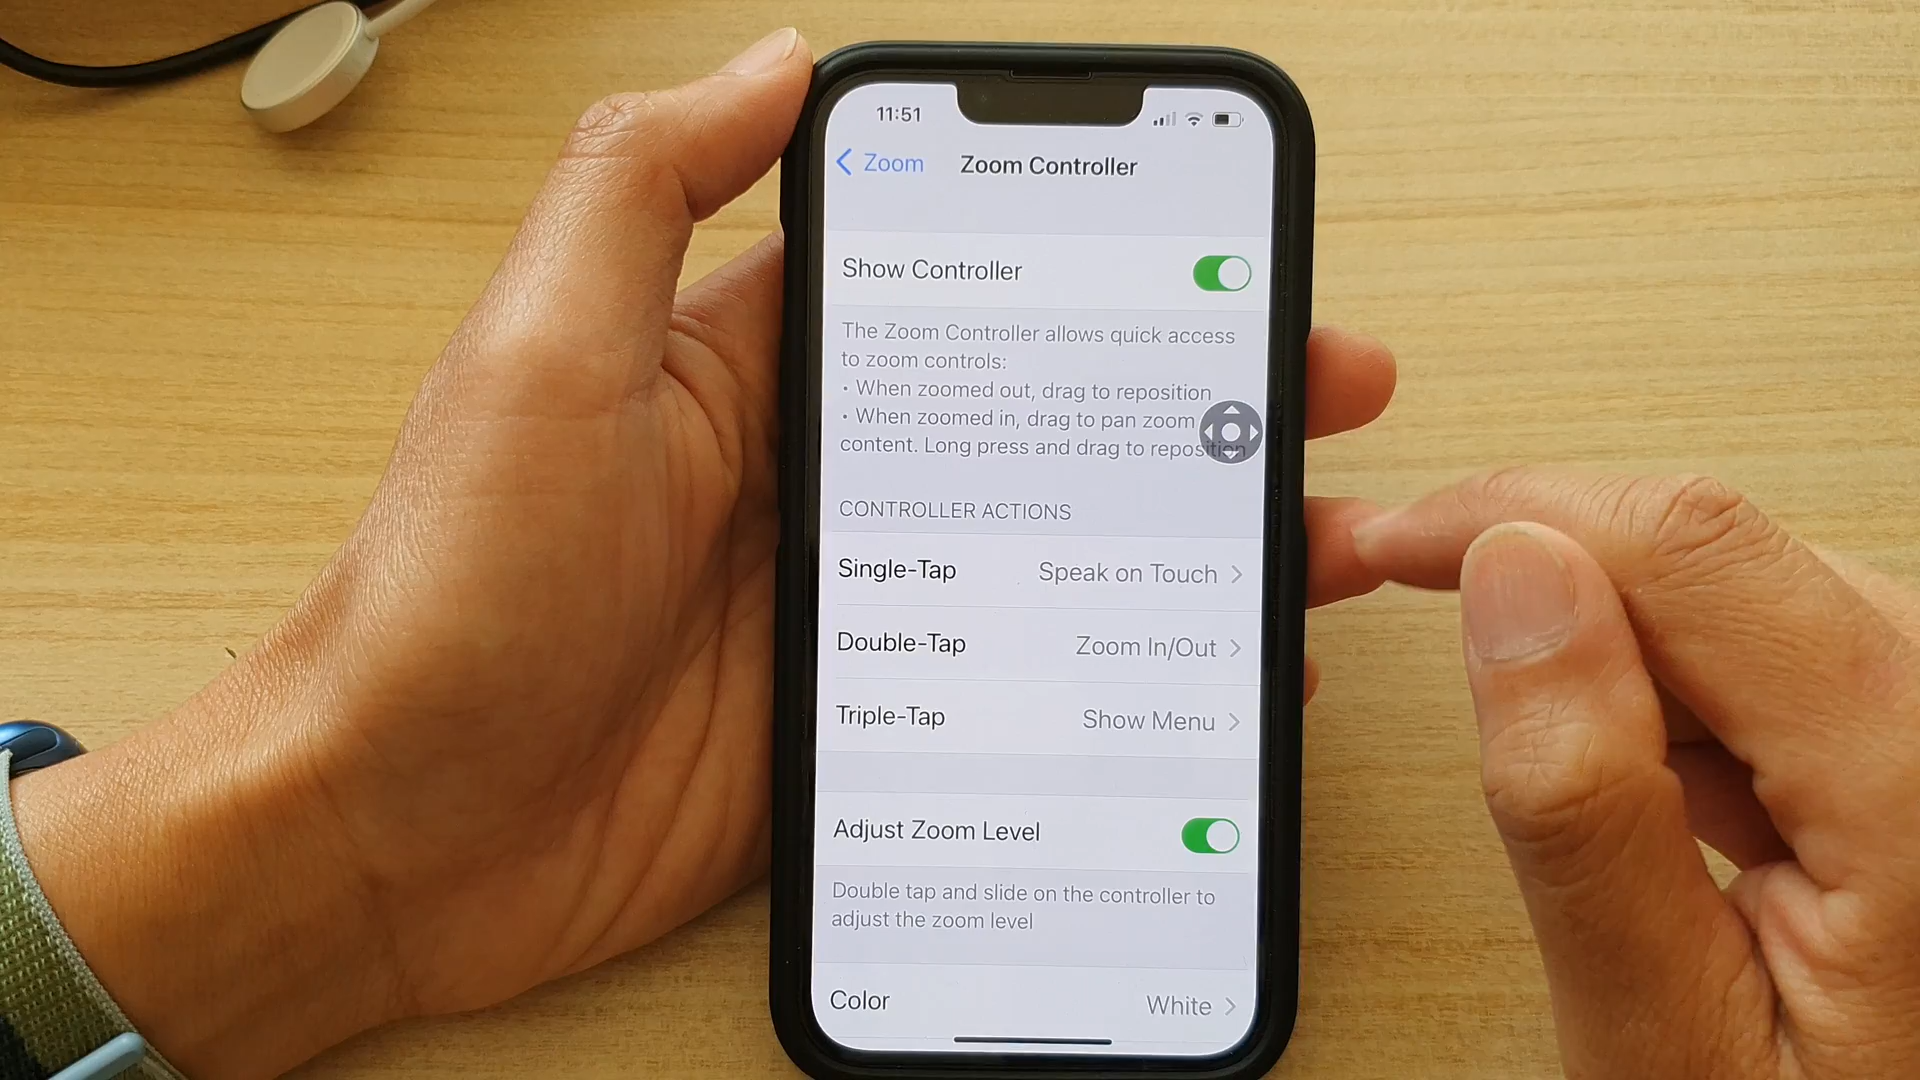 11:51
Zoom
Zoom Controller
Show Controller
The Zoom Controller allows quick access
to zoom controls:
• When zoomed out, drag to reposition
• When zoomed in, drag to pan zoom
content. Long press and drag to reposition
CONTROLLER ACTIONS
Single-Tap Speak on Touch
Double-Tap Zoom In/Out
Triple-Tap Show Menu
Adjust Zoom Level
Double tap and slide on the controller to
adjust the zoom level
Color White